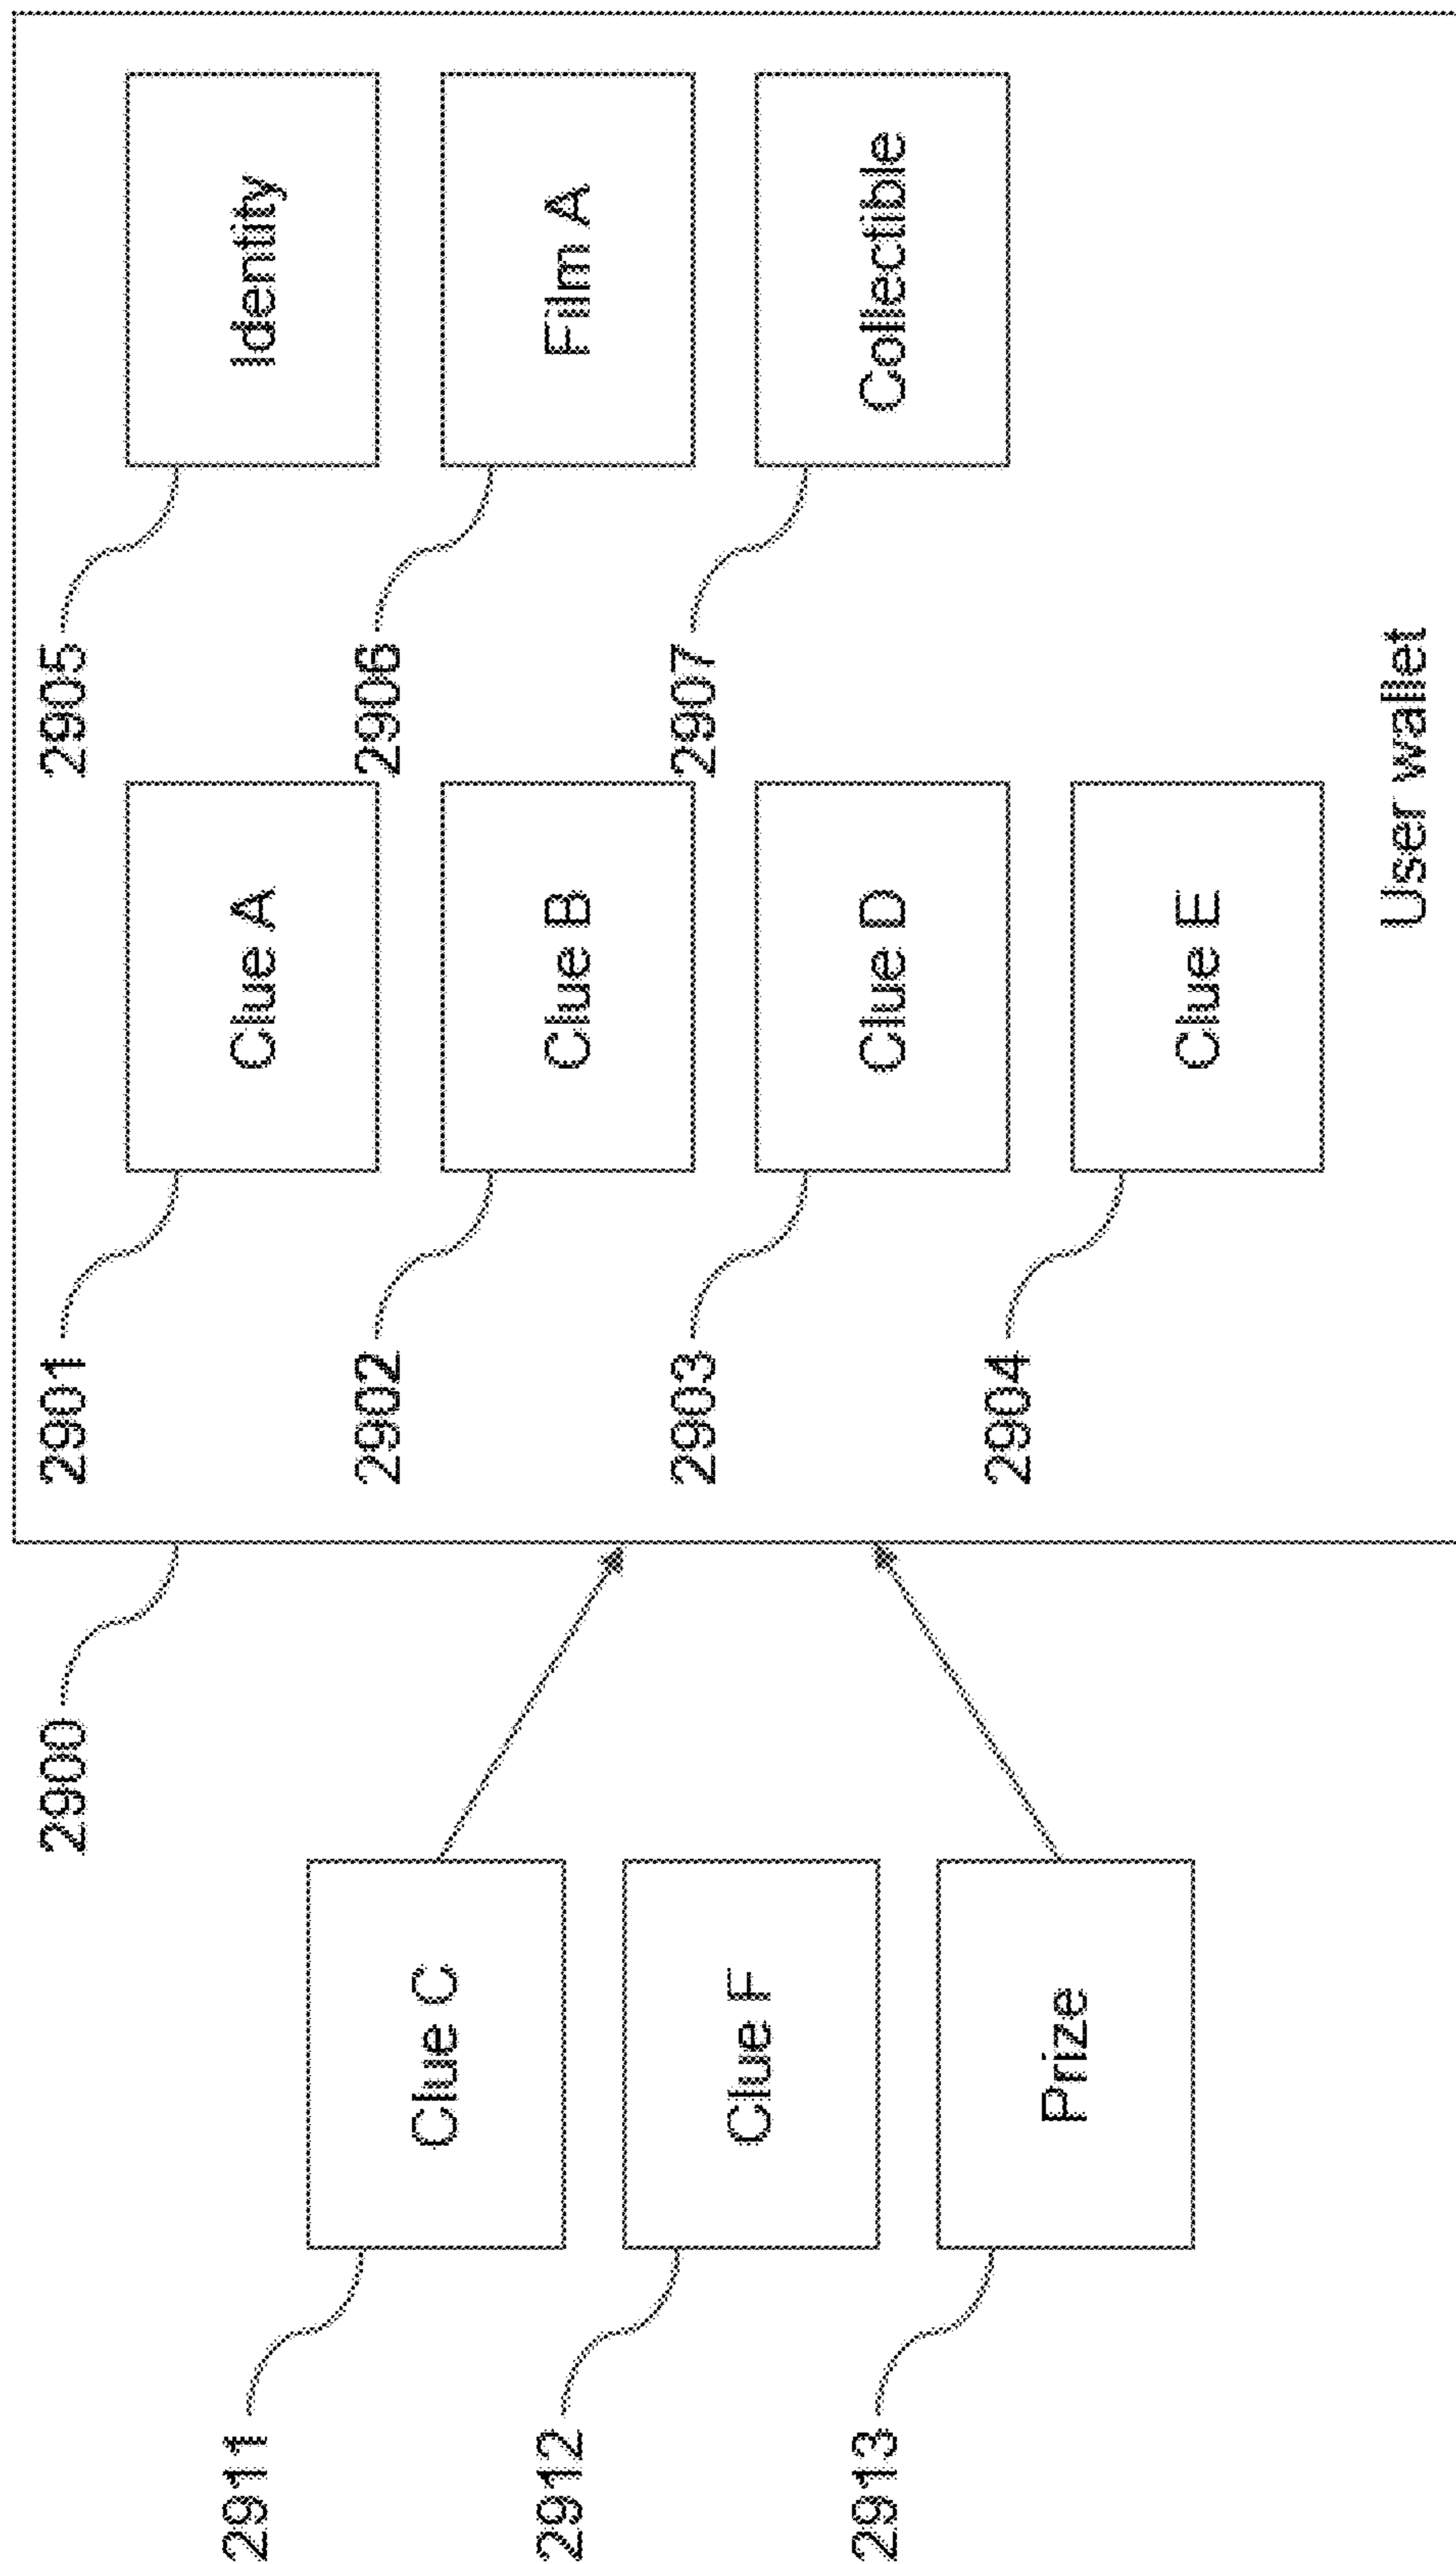 2900
2901
Clue A
2905
Identity
2911
Clue C
2902
Clue B
2906
Film A
2912
Clue F
2903
Clue D
2907
Collectible
2913
Prize
2904
Clue E
User wallet